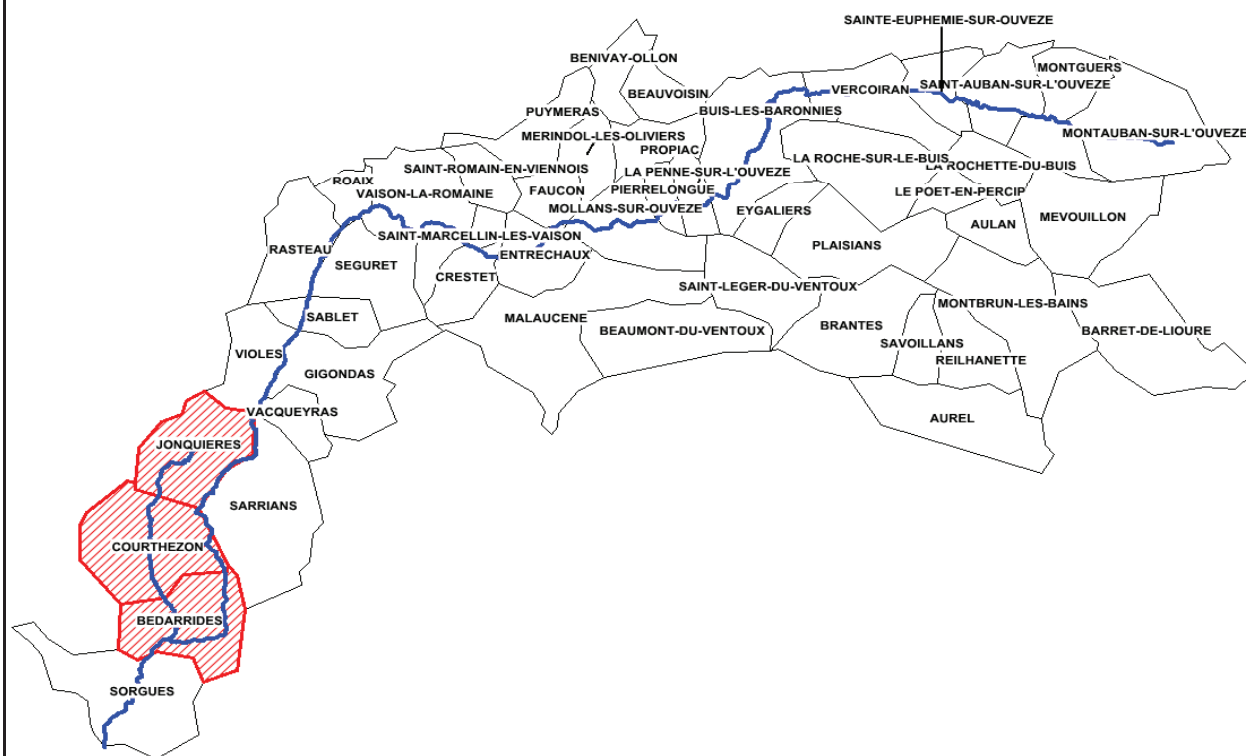 SAINTE-EUPHEMIE-SUR-OUVEZE
BENIVAY-OLLON
MONTGUERS
SAINT-AUBAN-SUR-L'OUVEZE
VERCOIRAN
BEAUVOISIN
PUYMERAS
BUIS-LES-BARONNIES
MERINDOL-LES-OLIVIERS
MONTAUBAN-SUR-L'OUVEZE
PROPIAC
LA ROCHE-SUR-LE-BUIS
LA ROCHETTE-DU-BUIS
SAINT-ROMAIN-EN-VIENNOIS
LA PENNE-SUR-L'OUVEZE
ROAIX
VAISON-LA-ROMAINE
FAUCON
PIERRELONGUE
LE POET-EN-PERCIP
MOLLANS-SUR-OUVEZE
EYGALIERS
MEVOUILLON
AULAN
SAINT-MARCELLIN-LES-VAISON
PLAISIANS
RASTEAU
ENTRECHAUX
SEGURET
CRESTET
SAINT-LEGER-DU-VENTOUX
MONTBRUN-LES-BAINS
SABLET
MALAUCENE
BEAUMONT-DU-VENTOUX
BRANTES
BARRET-DE-LIOURE
SAVOILLANS
VIOLES
REILHANETTE
GIGONDAS
VACQUEYRAS
AUREL
JONQUIERES
SARRIANS
COURTHEZON
BEDARRIDES
SORGUES